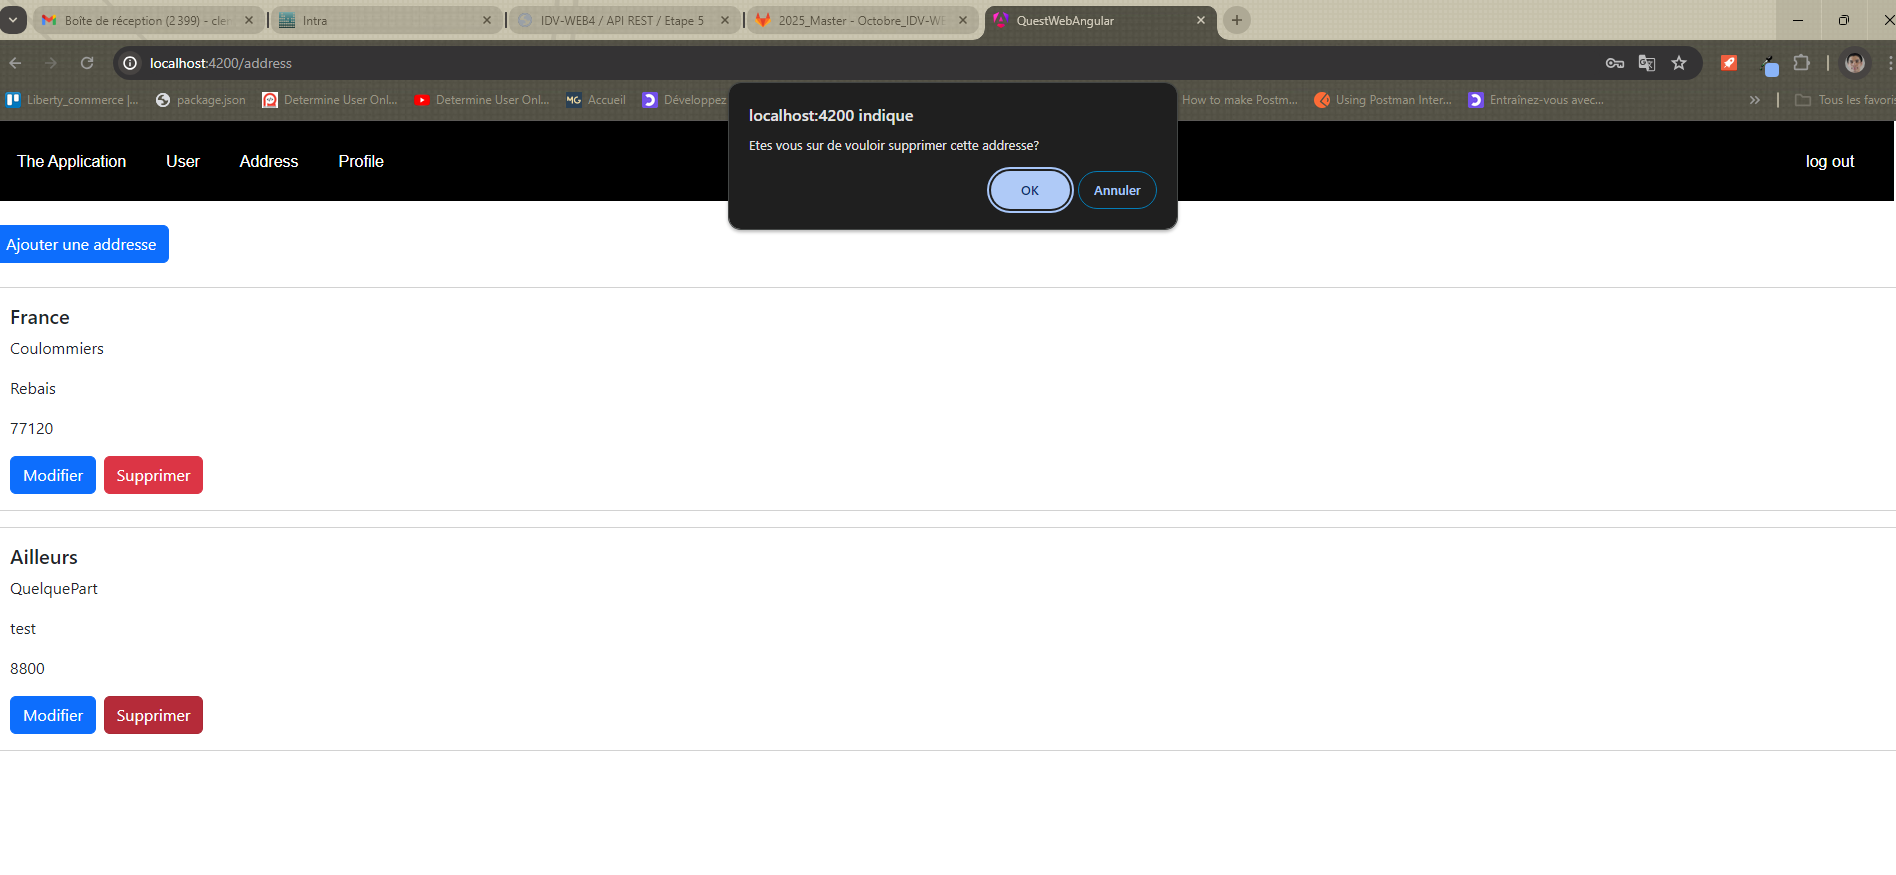 Boîte de réception (2 399) - cler
Intra
IDV-WEB4 / API REST / Etape 5
2025_Master - Octobre_IDV-WE
QuestWebAngular
localhost:4200/address
Liberty_commerce |...
package.json
Determine User Onl...
Determine User Onl...
MG Accueil
Développez
How to make Postm...
Using Postman Inter...
Entraînez-vous avec...
Tous les favoris
localhost:4200 indique
Etes vous sur de vouloir supprimer cette addresse?
OK
Annuler
The Application
User
Address
Profile
log out
Ajouter une addresse
France
Coulommiers
Rebais
77120
Modifier
Supprimer
Ailleurs
QuelquePart
test
8800
Modifier
Supprimer